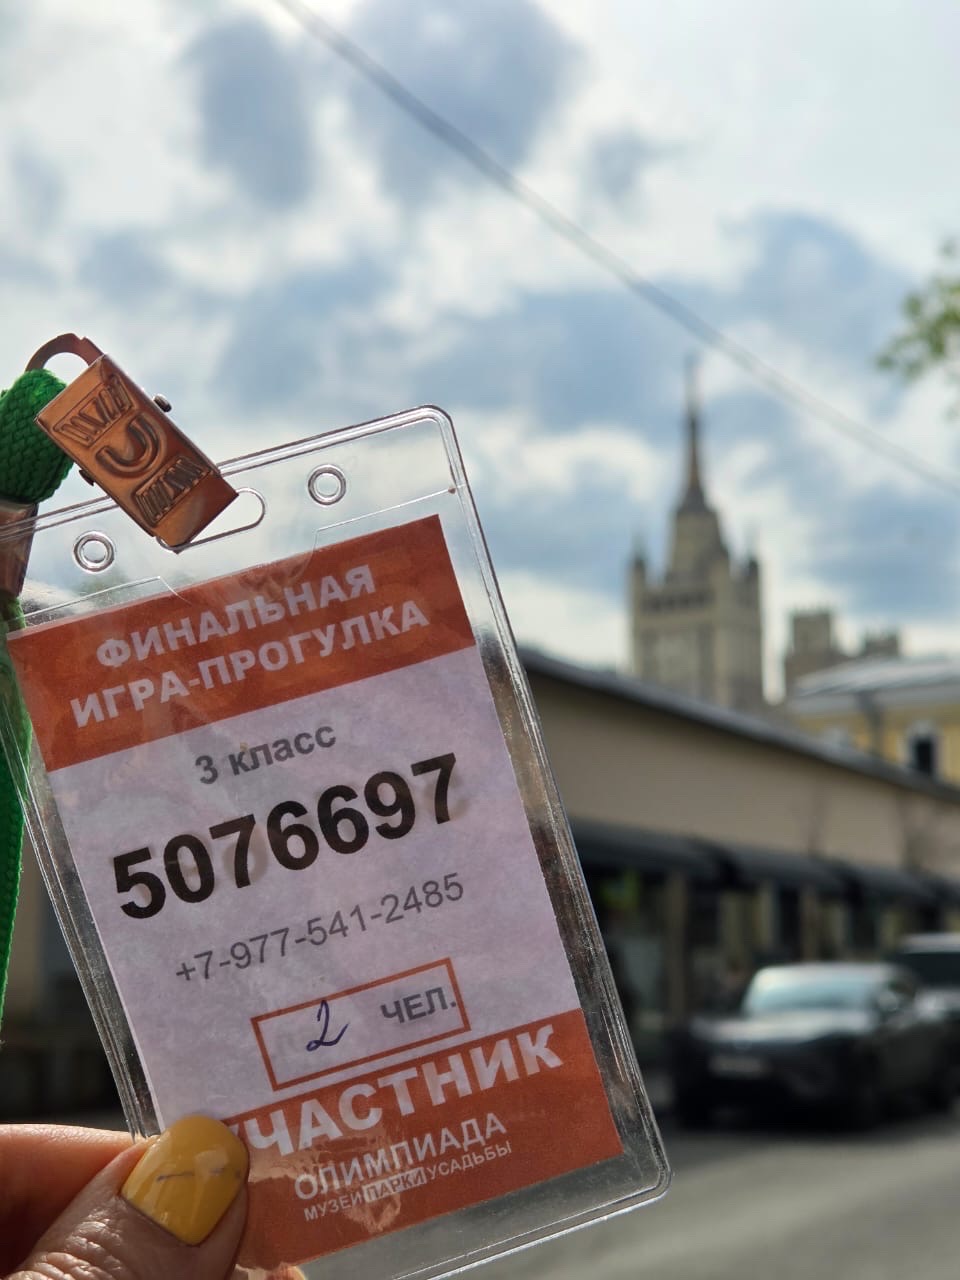 ФИНАЛЬНАЯ
ИГРА-ПРОГУЛКА
3 класс
5076697
+7-977-541-2485
2 ЧЕЛ.
УЧАСТНИК
ОЛИМПИАДА
МУЗЕИ ПАРКИ УСАДЬБЫ